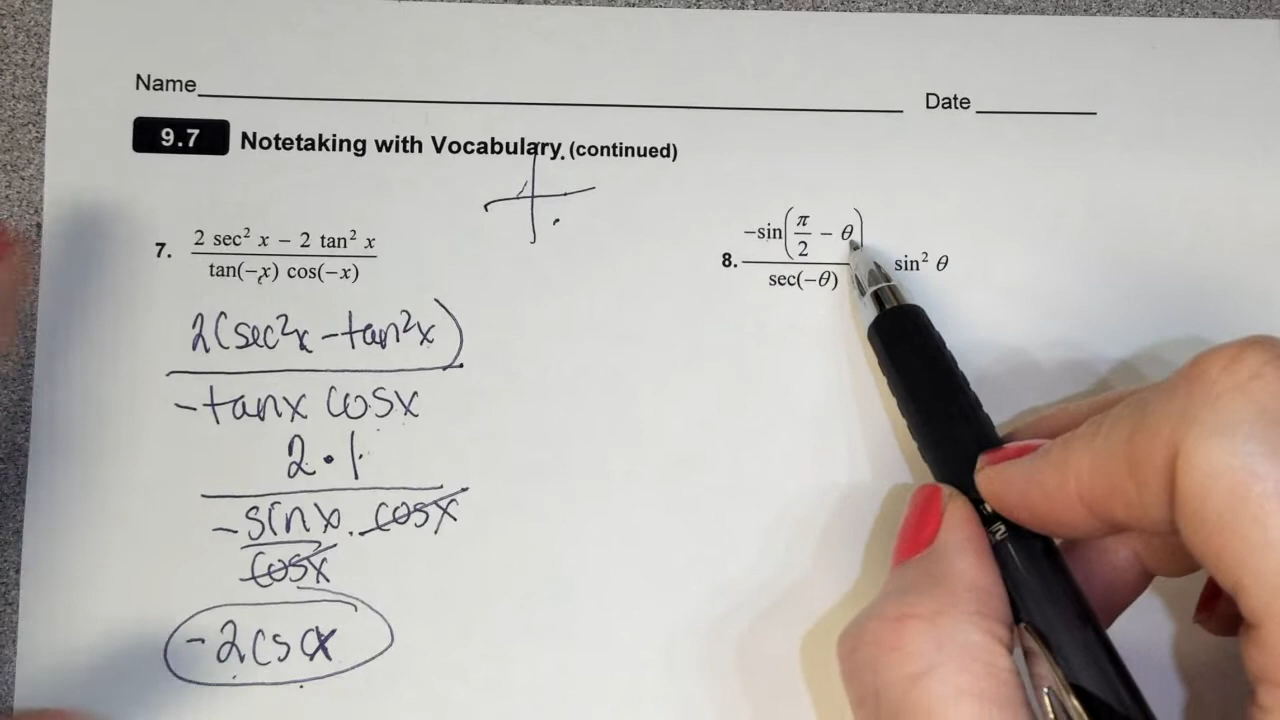 Name Date
9.7 Notetaking with Vocabulary (continued)
7. (2 sec² x − 2 tan² x) / (tan(−x) cos(−x))
2(sec²x − tan²x)
−tanx cosx
2 • 1
−sinx . cosx
cosx
−2cscx
8. −sin(π/2 − θ) / sec(−θ) sin² θ